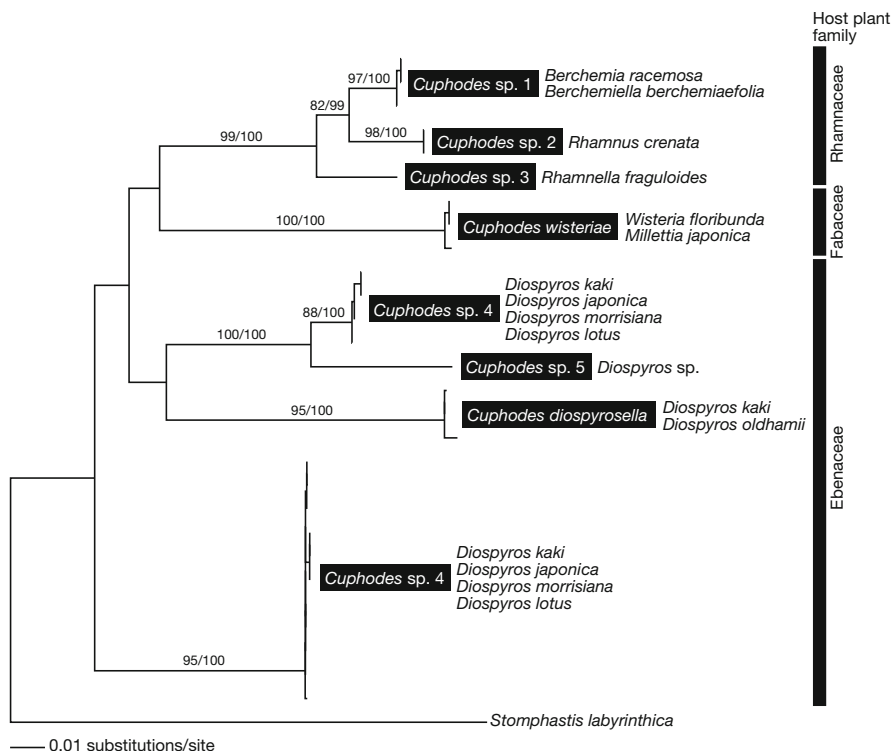 Host plant
family
97/100
Cuphodes sp. 1
Berchemia racemosa
Berchemiella berchemiaefolia
82/99
99/100
98/100
Cuphodes sp. 2
Rhamnus crenata
Cuphodes sp. 3
Rhamnella fraguloides
Rhamnaceae
100/100
Cuphodes wisteriae
Wisteria floribunda
Millettia japonica
Fabaceae
88/100
Cuphodes sp. 4
Diospyros kaki
Diospyros japonica
Diospyros morrisiana
Diospyros lotus
100/100
Cuphodes sp. 5
Diospyros sp.
95/100
Cuphodes diospyrosella
Diospyros kaki
Diospyros oldhamii
Ebenaceae
Cuphodes sp. 4
Diospyros kaki
Diospyros japonica
Diospyros morrisiana
Diospyros lotus
95/100
Stomphastis labyrinthica
0.01 substitutions/site